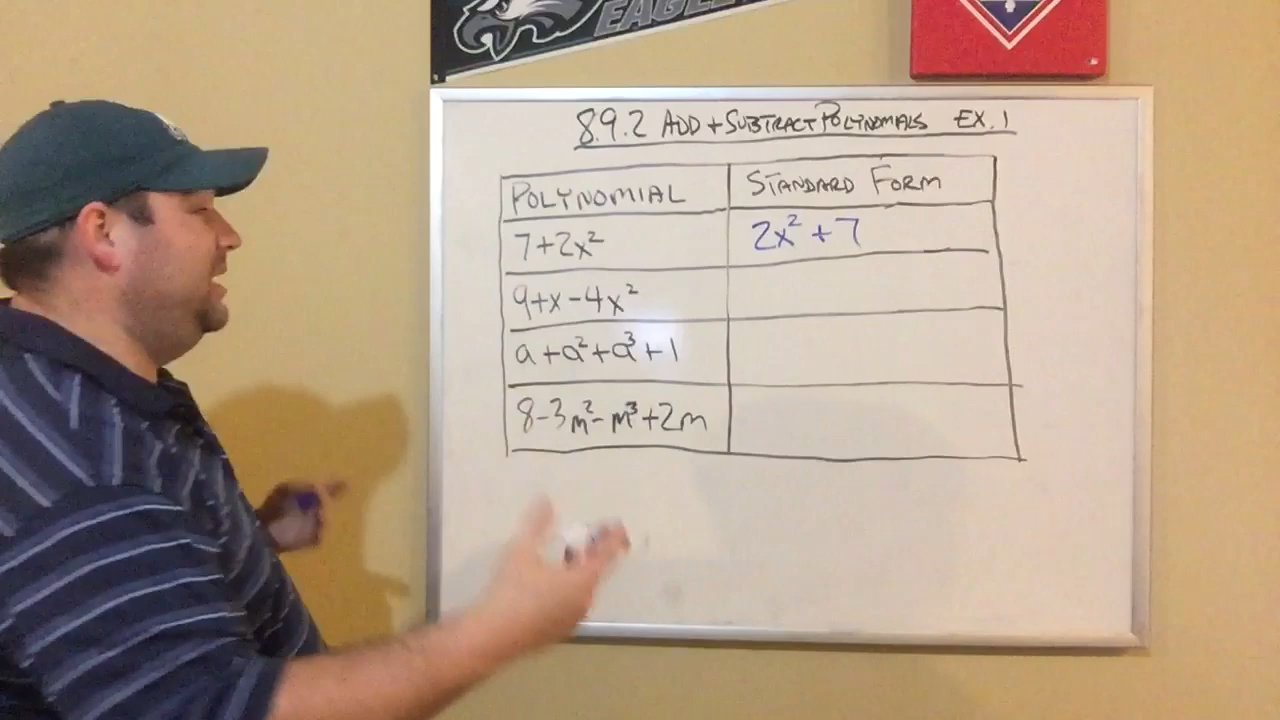 EAGLES
8.9.2 ADD + SUBTRACT POLYNOMIALS EX. 1
POLYNOMIAL STANDARD FORM
7+2x² 2x²+7
9+x-4x²
a+a²+a³+1
8-3m²-m³+2m